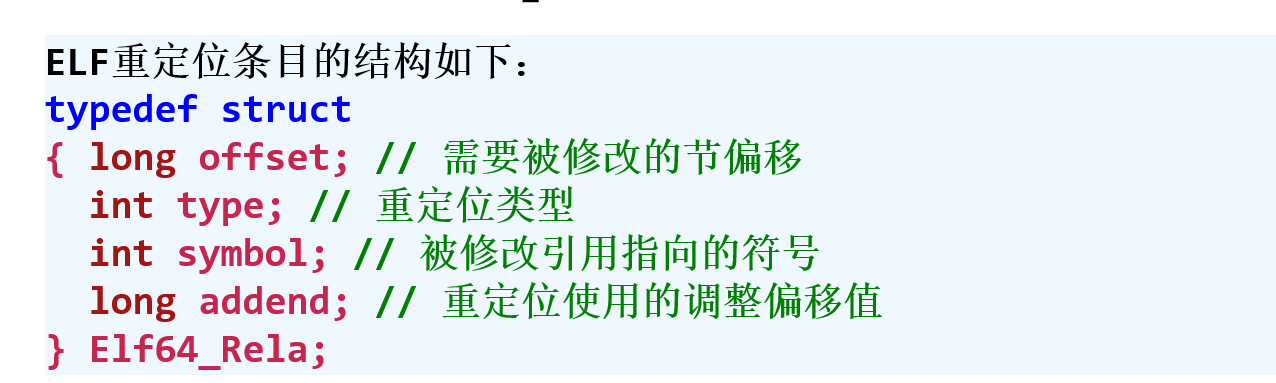 ELF重定位条目的结构如下：
typedef struct
{ long offset; // 需要被修改的节偏移
int type; // 重定位类型
int symbol; // 被修改引用指向的符号
long addend; // 重定位使用的调整偏移值
} Elf64_Rela;